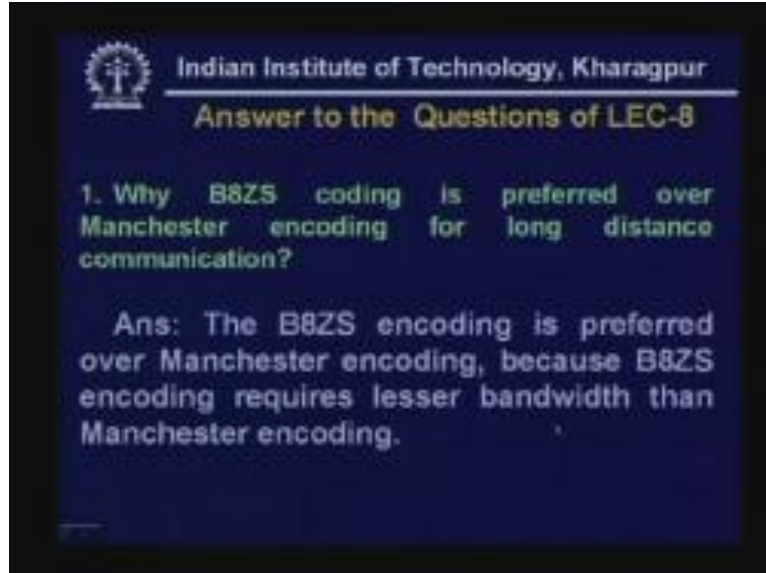 Indian Institute of Technology, Kharagpur
Answer to the Questions of LEC-8
1. Why B8ZS coding is preferred over
Manchester encoding for long distance
communication?
Ans: The B8ZS encoding is preferred
over Manchester encoding, because B8ZS
encoding requires lesser bandwidth than
Manchester encoding.